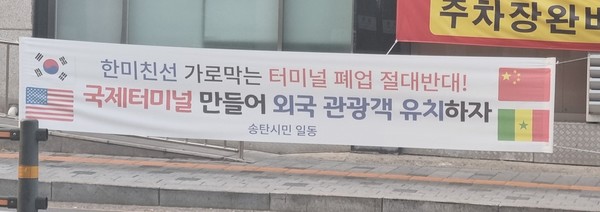 주차장완비
한미친선 가로막는 터미널 폐업 절대반대!
국제터미널 만들어 외국 관광객 유치하자
송탄시민 일동